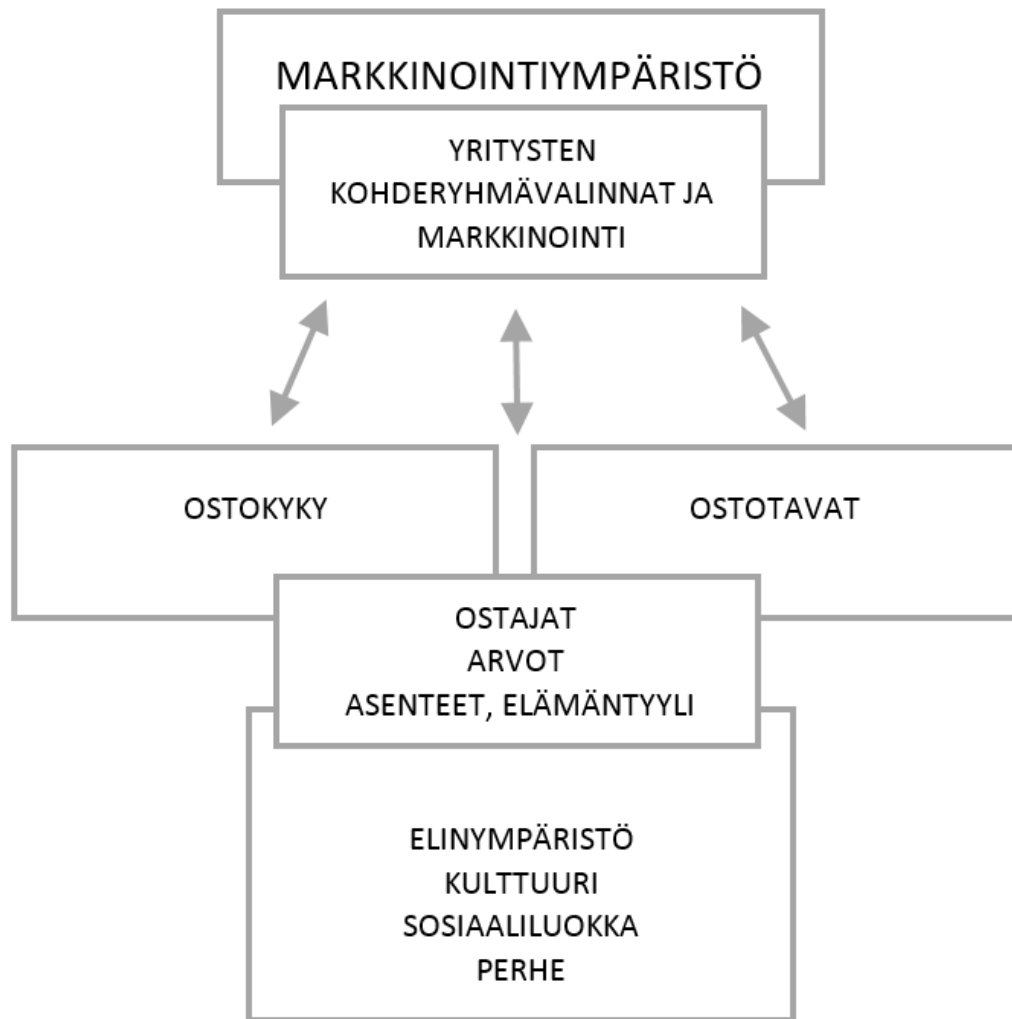 MARKKINOINTIYMPÄRISTÖ
YRITYSTEN
KOHDERYHMÄVALINNAT JA
MARKKINOINTI
OSTOKYKY
OSTOTAVAT
OSTAJAT
ARVOT
ASENTEET, ELÄMÄNTYYLI
ELINYMPÄRISTÖ
KULTTUURI
SOSIAALILUOKKA
PERHE